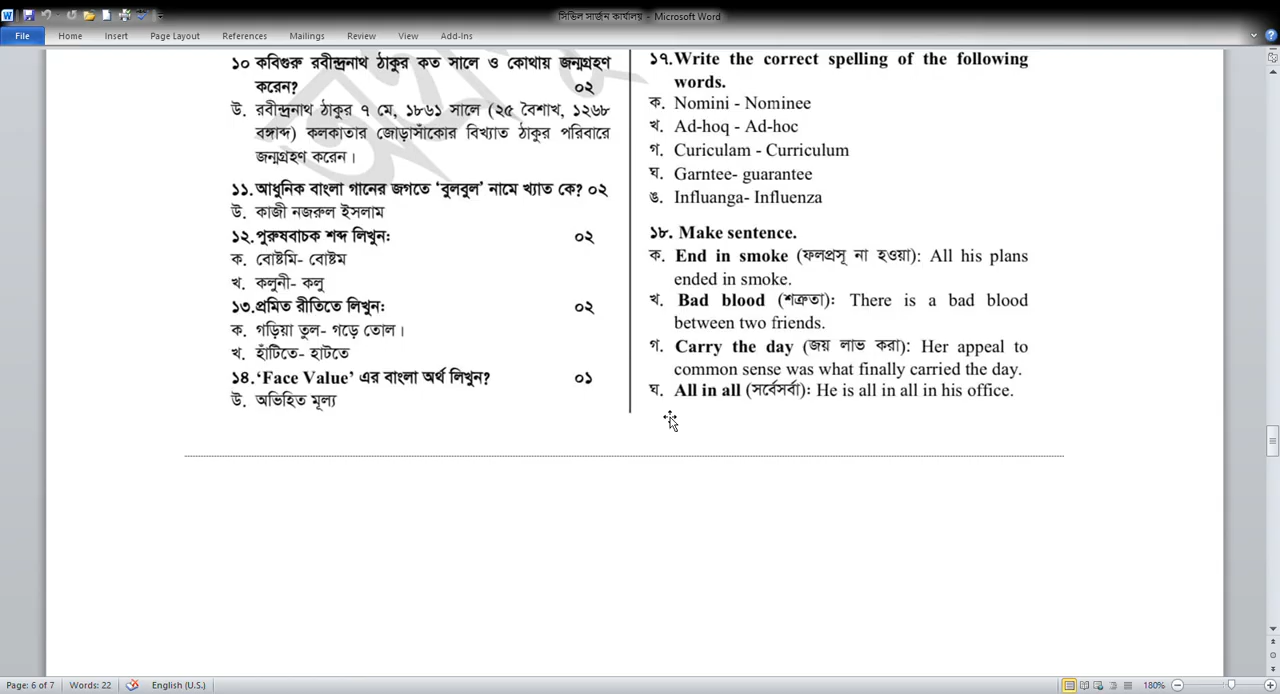 সিভিল সার্জন কার্যালয় - Microsoft Word
File Home Insert Page Layout References Mailings Review View Add-Ins
১০ কবিগুরু রবীন্দ্রনাথ ঠাকুর কত সালে ও কোথায় জন্মগ্রহণ
করেন? ০২
উ. রবীন্দ্রনাথ ঠাকুর ৭ মে, ১৮৬১ সালে (২৫ বৈশাখ, ১২৬৮
বঙ্গাব্দ) কলকাতার জোড়াসাঁকোর বিখ্যাত ঠাকুর পরিবারে
জন্মগ্রহণ করেন।
১১. আধুনিক বাংলা গানের জগতে ‘বুলবুল’ নামে খ্যাত কে? ০২
উ. কাজী নজরুল ইসলাম
১২. পুরুষবাচক শব্দ লিখুন: ০২
ক. বোষ্টমি- বোষ্টম
খ. কলুনী- কলু
১৩. প্রমিত রীতিতে লিখুন: ০২
ক. গড়িয়া তুল- গড়ে তোল।
খ. হাঁটিতে- হাটতে
১৪. ‘Face Value’ এর বাংলা অর্থ লিখুন? ০১
উ. অভিহিত মূল্য
১৭. Write the correct spelling of the following
words.
ক. Nomini - Nominee
খ. Ad-hoq - Ad-hoc
গ. Curiculam - Curriculum
ঘ. Garntee- guarantee
ঙ. Influanga- Influenza
১৮. Make sentence.
ক. End in smoke (ফলপ্রসূ না হওয়া): All his plans
ended in smoke.
খ. Bad blood (শত্রুতা): There is a bad blood
between two friends.
গ. Carry the day (জয় লাভ করা): Her appeal to
common sense was what finally carried the day.
ঘ. All in all (সর্বেসর্বা): He is all in all in his office.
Page: 6 of 7 Words: 22 English (U.S.) 180%